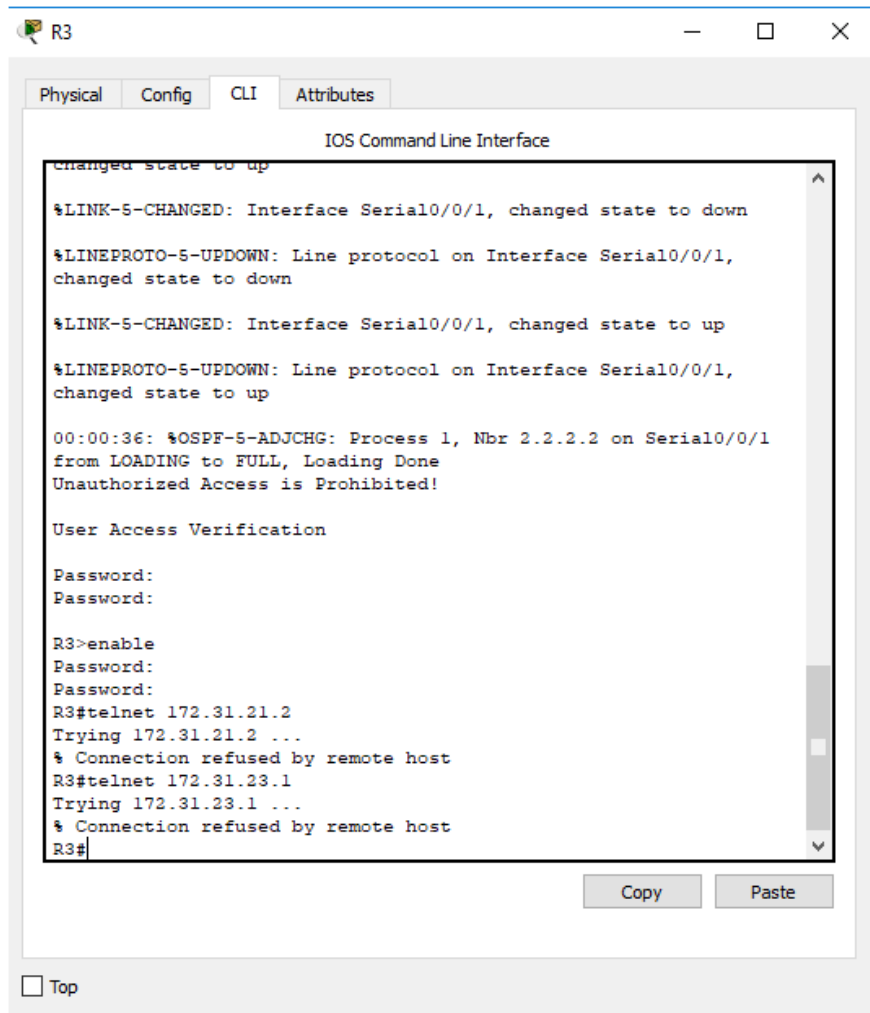 R3
Physical Config CLI Attributes
IOS Command Line Interface
changed state to up
%LINK-5-CHANGED: Interface Serial0/0/1, changed state to down
%LINEPROTO-5-UPDOWN: Line protocol on Interface Serial0/0/1,
changed state to down
%LINK-5-CHANGED: Interface Serial0/0/1, changed state to up
%LINEPROTO-5-UPDOWN: Line protocol on Interface Serial0/0/1,
changed state to up
00:00:36: %OSPF-5-ADJCHG: Process 1, Nbr 2.2.2.2 on Serial0/0/1
from LOADING to FULL, Loading Done
Unauthorized Access is Prohibited!
User Access Verification
Password:
Password:
R3>enable
Password:
Password:
R3#telnet 172.31.21.2
Trying 172.31.21.2 ...
% Connection refused by remote host
R3#telnet 172.31.23.1
Trying 172.31.23.1 ...
% Connection refused by remote host
R3#
Copy Paste
Top